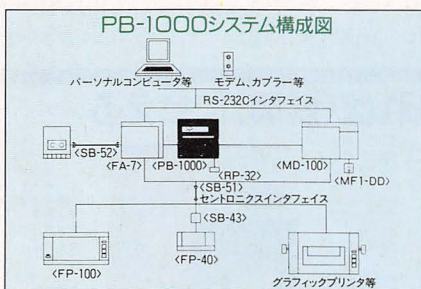 PB-1000システム構成図
パーソナルコンピュータ等
モデム、カプラー等
RS-232Cインタフェイス
<SB-52>
<FA-7>
<PB-1000>
<RP-32>
<MD-100>
<MF1-DD>
<SB-51>
セントロニクスインタフェイス
<SB-43>
<FP-100>
<FP-40>
グラフィックプリンタ等